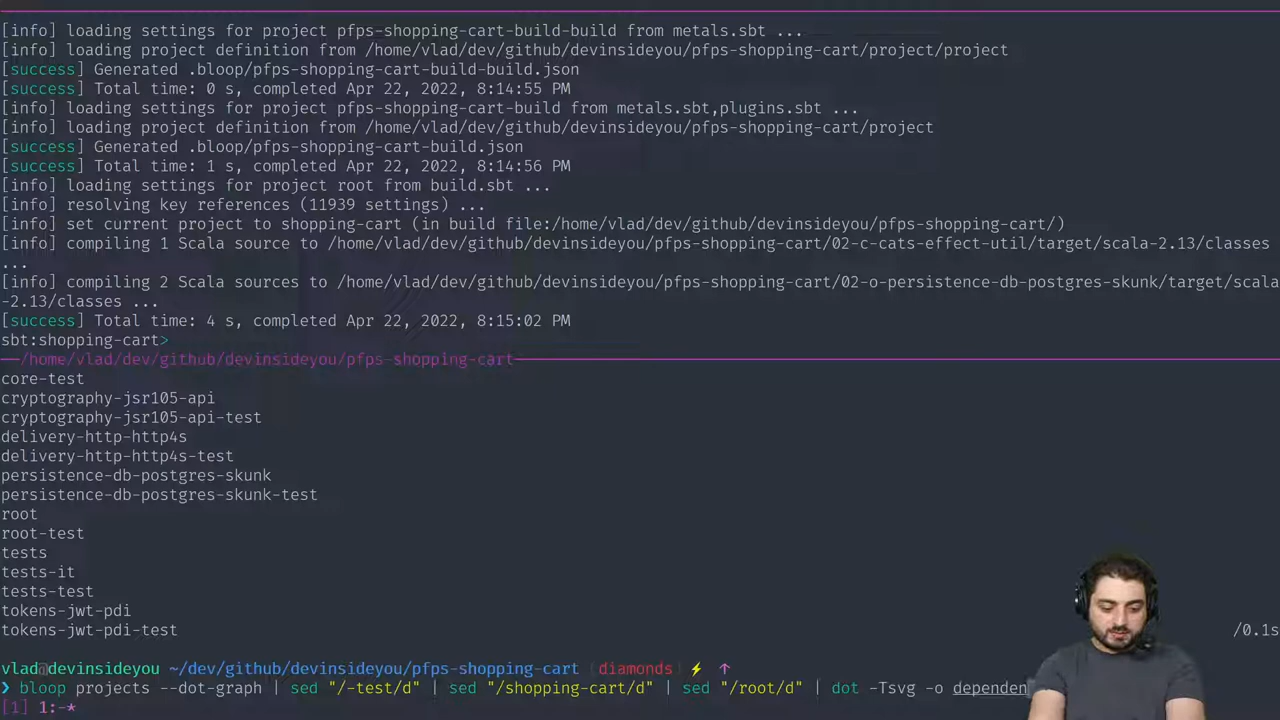 [info] loading settings for project pfps-shopping-cart-build-build from metals.sbt ...
[info] loading project definition from /home/vlad/dev/github/devinsideyou/pfps-shopping-cart/project/project
[success] Generated .bloop/pfps-shopping-cart-build-build.json
[success] Total time: 0 s, completed Apr 22, 2022, 8:14:55 PM
[info] loading settings for project pfps-shopping-cart-build from metals.sbt,plugins.sbt ...
[info] loading project definition from /home/vlad/dev/github/devinsideyou/pfps-shopping-cart/project
[success] Generated .bloop/pfps-shopping-cart-build.json
[success] Total time: 1 s, completed Apr 22, 2022, 8:14:56 PM
[info] loading settings for project root from build.sbt ...
[info] resolving key references (11939 settings) ...
[info] set current project to shopping-cart (in build file:/home/vlad/dev/github/devinsideyou/pfps-shopping-cart/)
[info] compiling 1 Scala source to /home/vlad/dev/github/devinsideyou/pfps-shopping-cart/02-c-cats-effect-util/target/scala-2.13/classes
...
[info] compiling 2 Scala sources to /home/vlad/dev/github/devinsideyou/pfps-shopping-cart/02-o-persistence-db-postgres-skunk/target/scala
-2.13/classes ...
[success] Total time: 4 s, completed Apr 22, 2022, 8:15:02 PM
sbt:shopping-cart>
/home/vlad/dev/github/devinsideyou/pfps-shopping-cart
core-test
cryptography-jsr105-api
cryptography-jsr105-api-test
delivery-http-http4s
delivery-http-http4s-test
persistence-db-postgres-skunk
persistence-db-postgres-skunk-test
root
root-test
tests
tests-it
tests-test
tokens-jwt-pdi
tokens-jwt-pdi-test /0.1s
vlad@devinsideyou ~/dev/github/devinsideyou/pfps-shopping-cart (diamonds) ⚡ ↑
❯ bloop projects --dot-graph | sed "/-test/d" | sed "/shopping-cart/d" | sed "/root/d" | dot -Tsvg -o dependen
[1] 1:-*